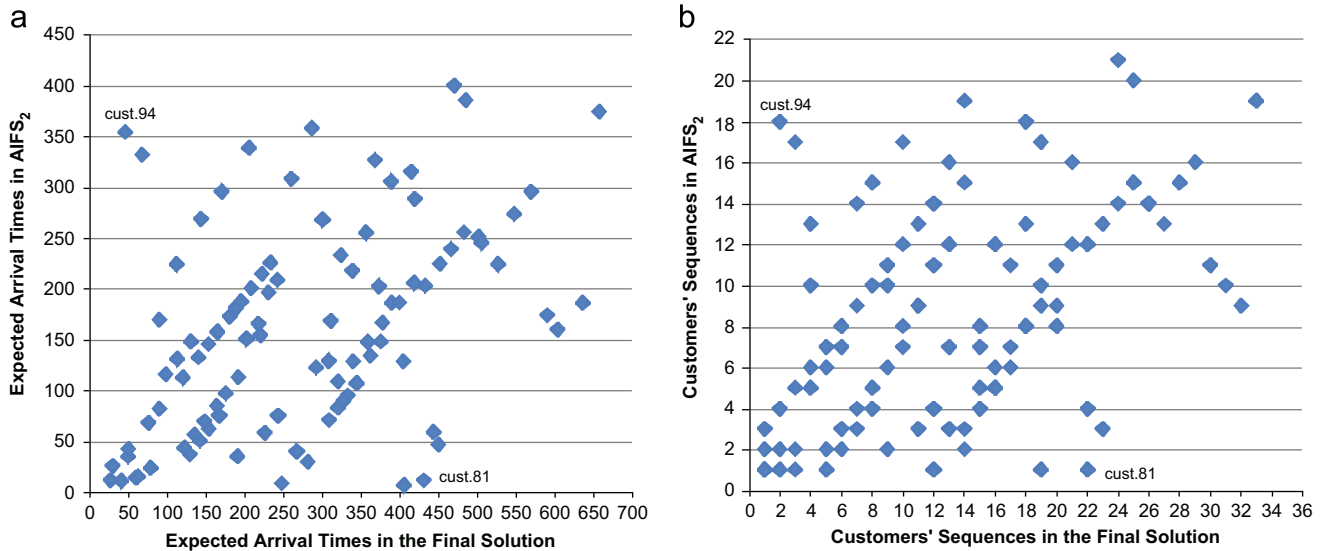 a
450
400
350
300
250
200
150
100
50
0
Expected Arrival Times in AIFS2
cust.94
cust.81
0 50 100 150 200 250 300 350 400 450 500 550 600 650 700
Expected Arrival Times in the Final Solution
b
22
20
18
16
14
12
10
8
6
4
2
0
Customers' Sequences in AIFS2
cust.94
cust.81
0 2 4 6 8 10 12 14 16 18 20 22 24 26 28 30 32 34 36
Customers' Sequences in the Final Solution